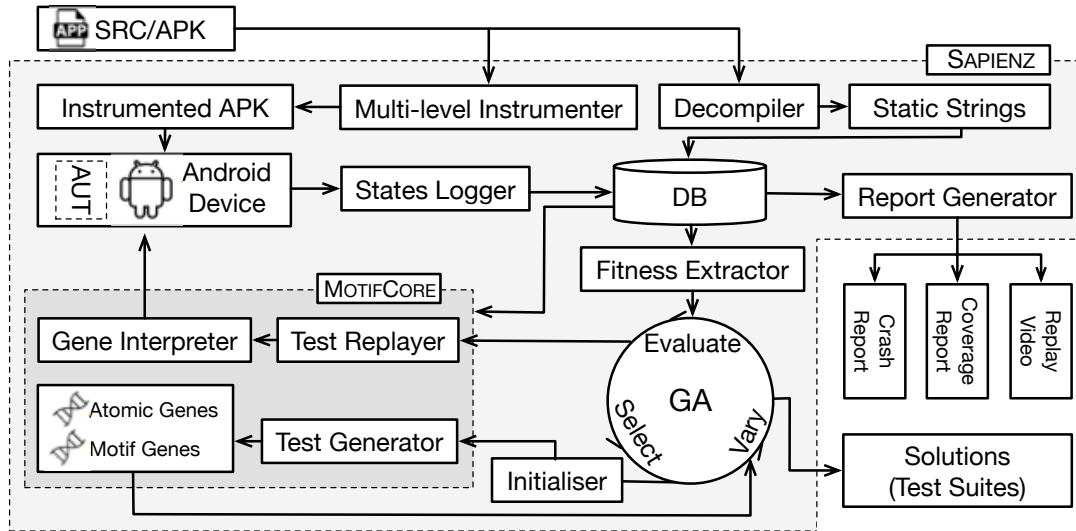 APP SRC/APK
SAPIENZ
Instrumented APK
Multi-level Instrumenter
Decompiler
Static Strings
AUT
Android
Device
States Logger
DB
Report Generator
Fitness Extractor
MOTIFCORE
Gene Interpreter
Test Replayer
Evaluate
GA
Select
Vary
Crash
Report
Coverage
Report
Replay
Video
Atomic Genes
Motif Genes
Test Generator
Initialiser
Solutions
(Test Suites)